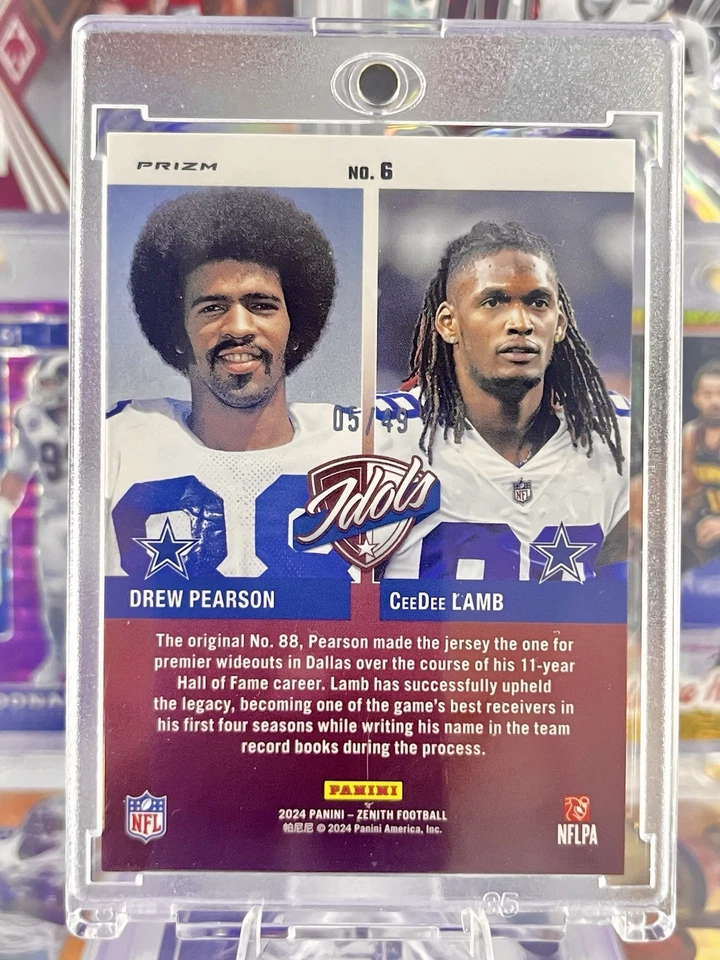 PRIZM
NO. 6
05/49
Idols
DREW PEARSON
CEEDEE LAMB
The original No. 88, Pearson made the jersey the one for
premier wideouts in Dallas over the course of his 11-year
Hall of Fame career. Lamb has successfully upheld
the legacy, becoming one of the game's best receivers in
his first four seasons while writing his name in the team
record books during the process.
PANINI
2024 PANINI – ZENITH FOOTBALL
帕尼尼 © 2024 Panini America, Inc.
NFL
NFLPA
35